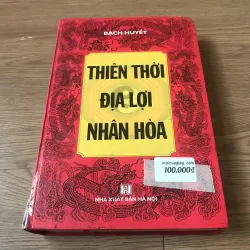 BẠCH HUYẾT
THIÊN THỜI
ĐỊA LỢI
NHÂN HÒA
100.000đ
NHÀ XUẤT BẢN HÀ NỘI